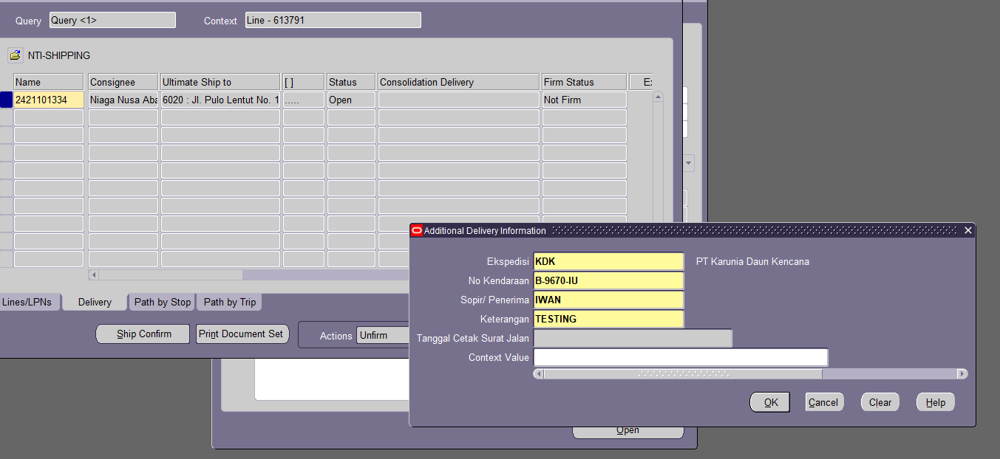 Query Query <1> Context Line - 613791
NTI-SHIPPING
Name Consignee Ultimate Ship to [ ] Status Consolidation Delivery Firm Status
2421101334 Niaga Nusa Aba 6020 : Jl. Pulo Lentut No. 1 ..... Open Not Firm
Additional Delivery Information
Ekspedisi KDK PT Karunia Daun Kencana
No Kendaraan B-9670-IU
Sopir/ Penerima IWAN
Keterangan TESTING
Tanggal Cetak Surat Jalan
Context Value
OK Cancel Clear Help
Lines/LPNs Delivery Path by Stop Path by Trip
Ship Confirm Print Document Set Actions Unfirm
Open